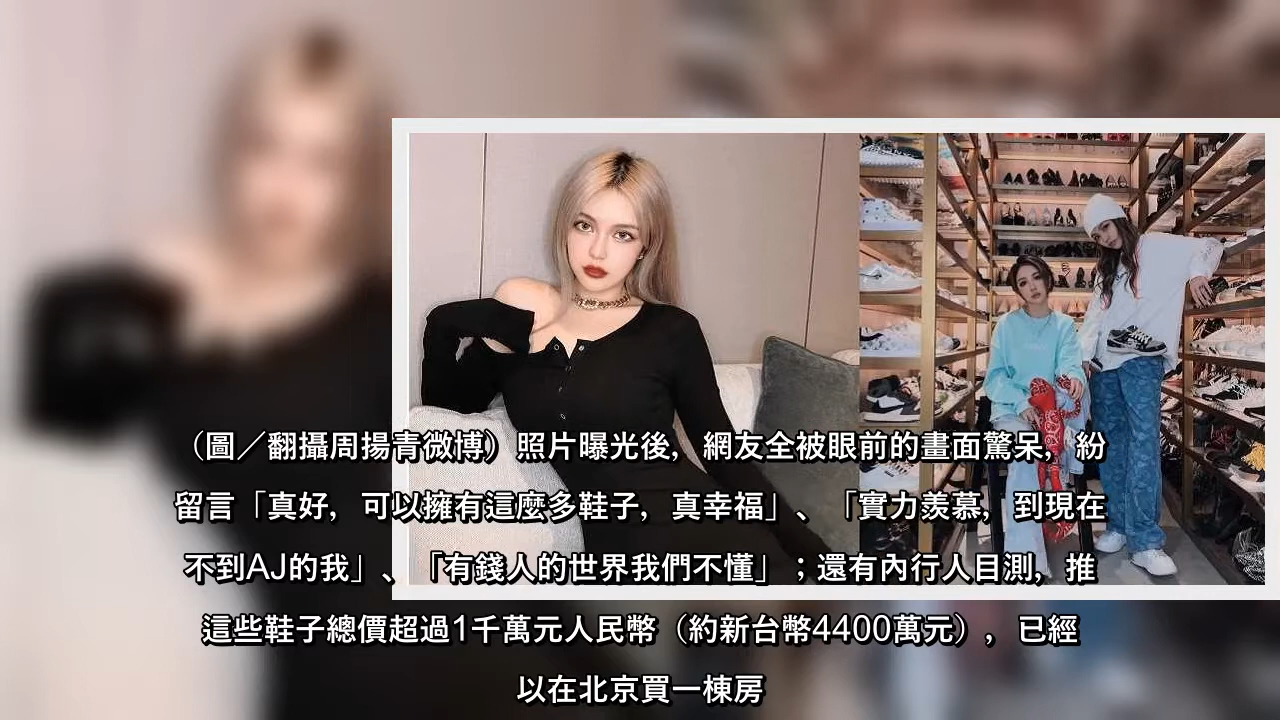 （圖／翻攝周揚青微博）照片曝光後，網友全被眼前的畫面驚呆，紛
留言「真好，可以擁有這麼多鞋子，真幸福」、「實力羨慕，到現在
不到AJ的我」、「有錢人的世界我們不懂」；還有內行人目測，推
這些鞋子總價超過1千萬元人民幣（約新台幣4400萬元），已經
以在北京買一棟房